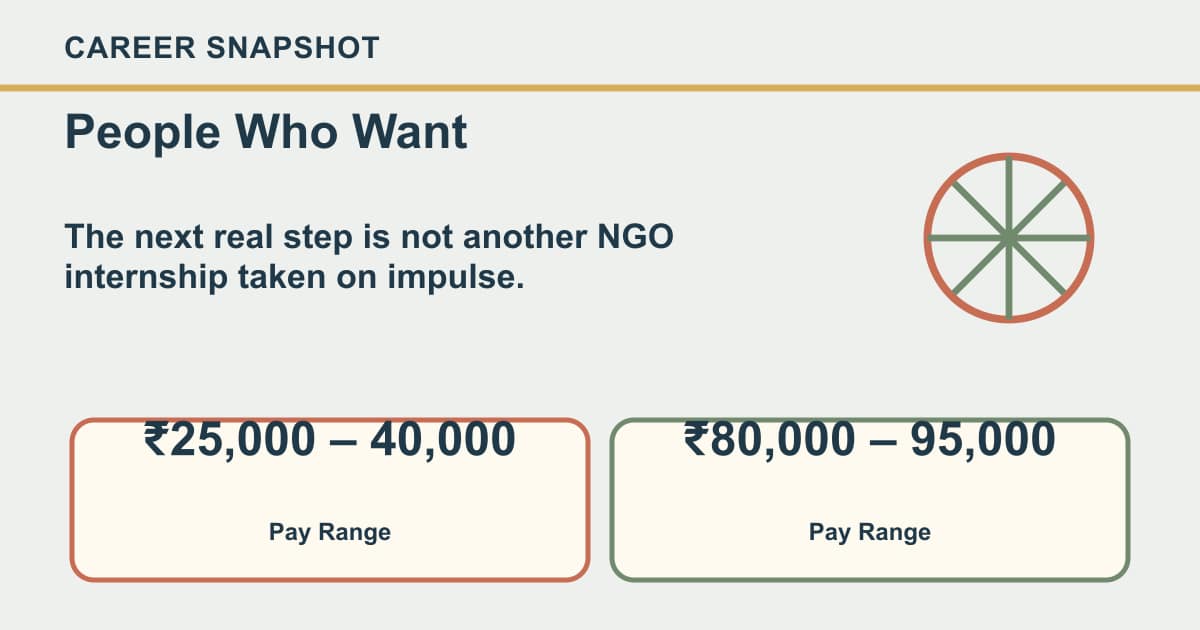 CAREER SNAPSHOT
People Who Want
The next real step is not another NGO
internship taken on impulse.
₹25,000 – 40,000
₹80,000 – 95,000
Pay Range
Pay Range